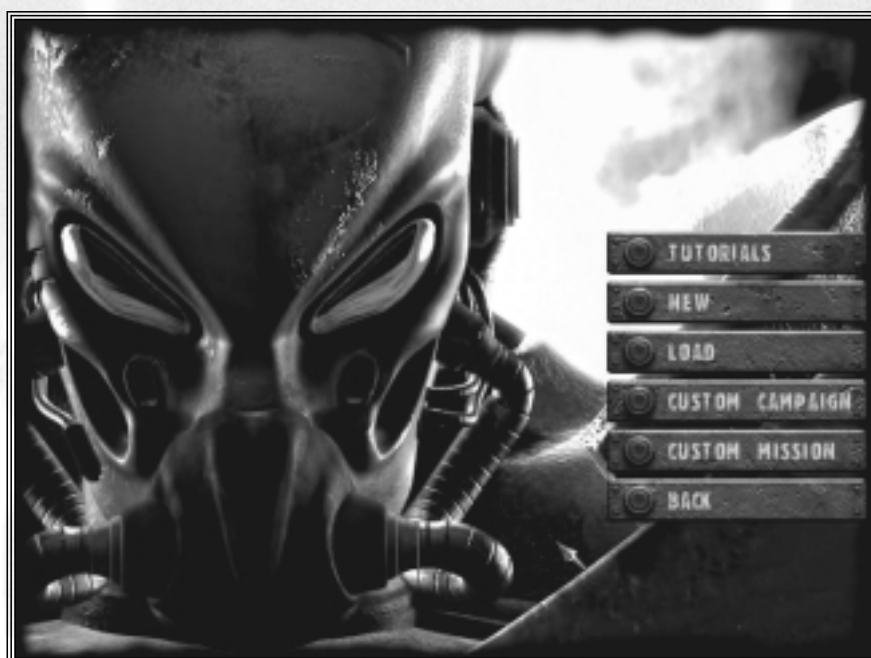 TUTORIALS
NEW
LOAD
CUSTOM CAMPAIGN
CUSTOM MISSION
BACK